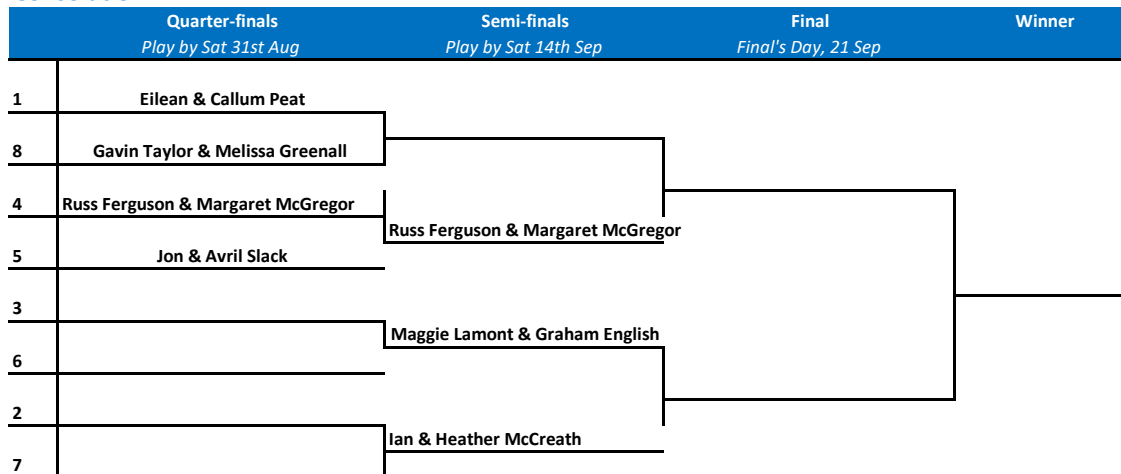 Quarter-finals Semi-finals Final Winner
Play by Sat 31st Aug Play by Sat 14th Sep Final's Day, 21 Sep
1 Eilean & Callum Peat
8 Gavin Taylor & Melissa Greenall
4 Russ Ferguson & Margaret McGregor
Russ Ferguson & Margaret McGregor
5 Jon & Avril Slack
3
Maggie Lamont & Graham English
6
2
Ian & Heather McCreath
7